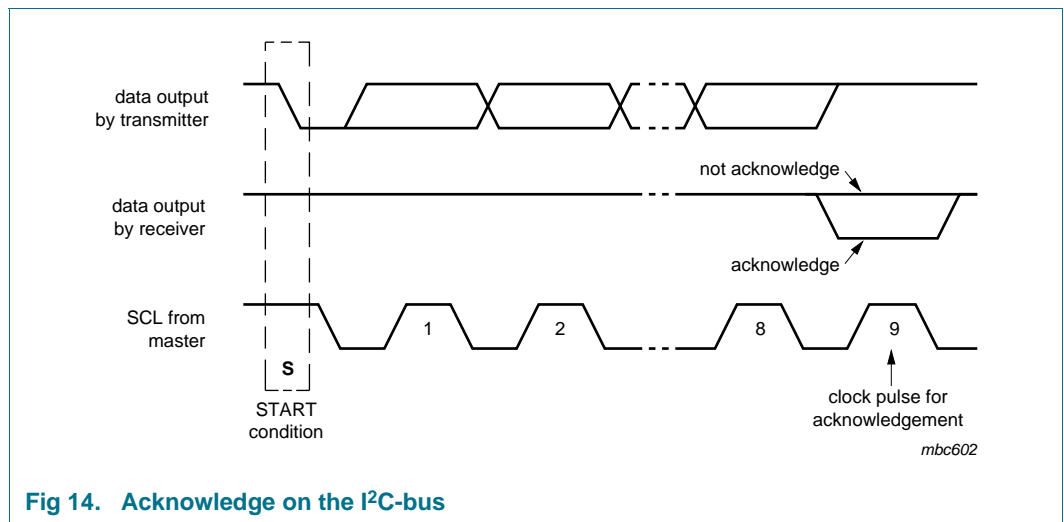 data output
by transmitter
not acknowledge
data output
by receiver
acknowledge
SCL from
master
1
2
8
9
S
START
condition
clock pulse for
acknowledgement
mbc602
Fig 14. Acknowledge on the I²C-bus